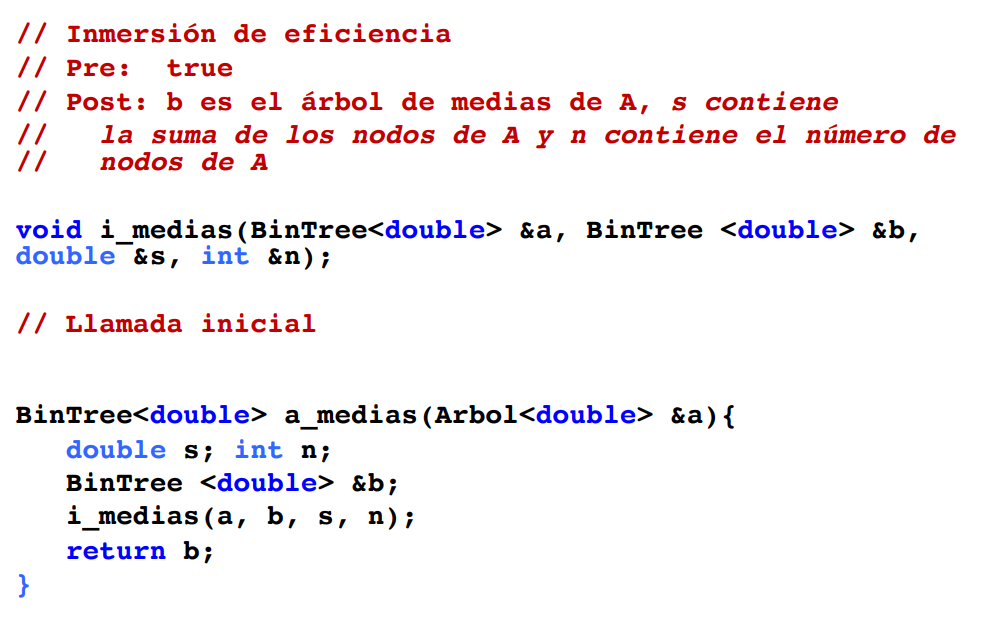 // Inmersión de eficiencia
// Pre:  true
// Post: b es el árbol de medias de A, s contiene
//   la suma de los nodos de A y n contiene el número de
//   nodos de A
void i_medias(BinTree<double> &a, BinTree <double> &b,
double &s, int &n);
// Llamada inicial
BinTree<double> a_medias(Arbol<double> &a){
   double s; int n;
   BinTree <double> &b;
   i_medias(a, b, s, n);
   return b;
}